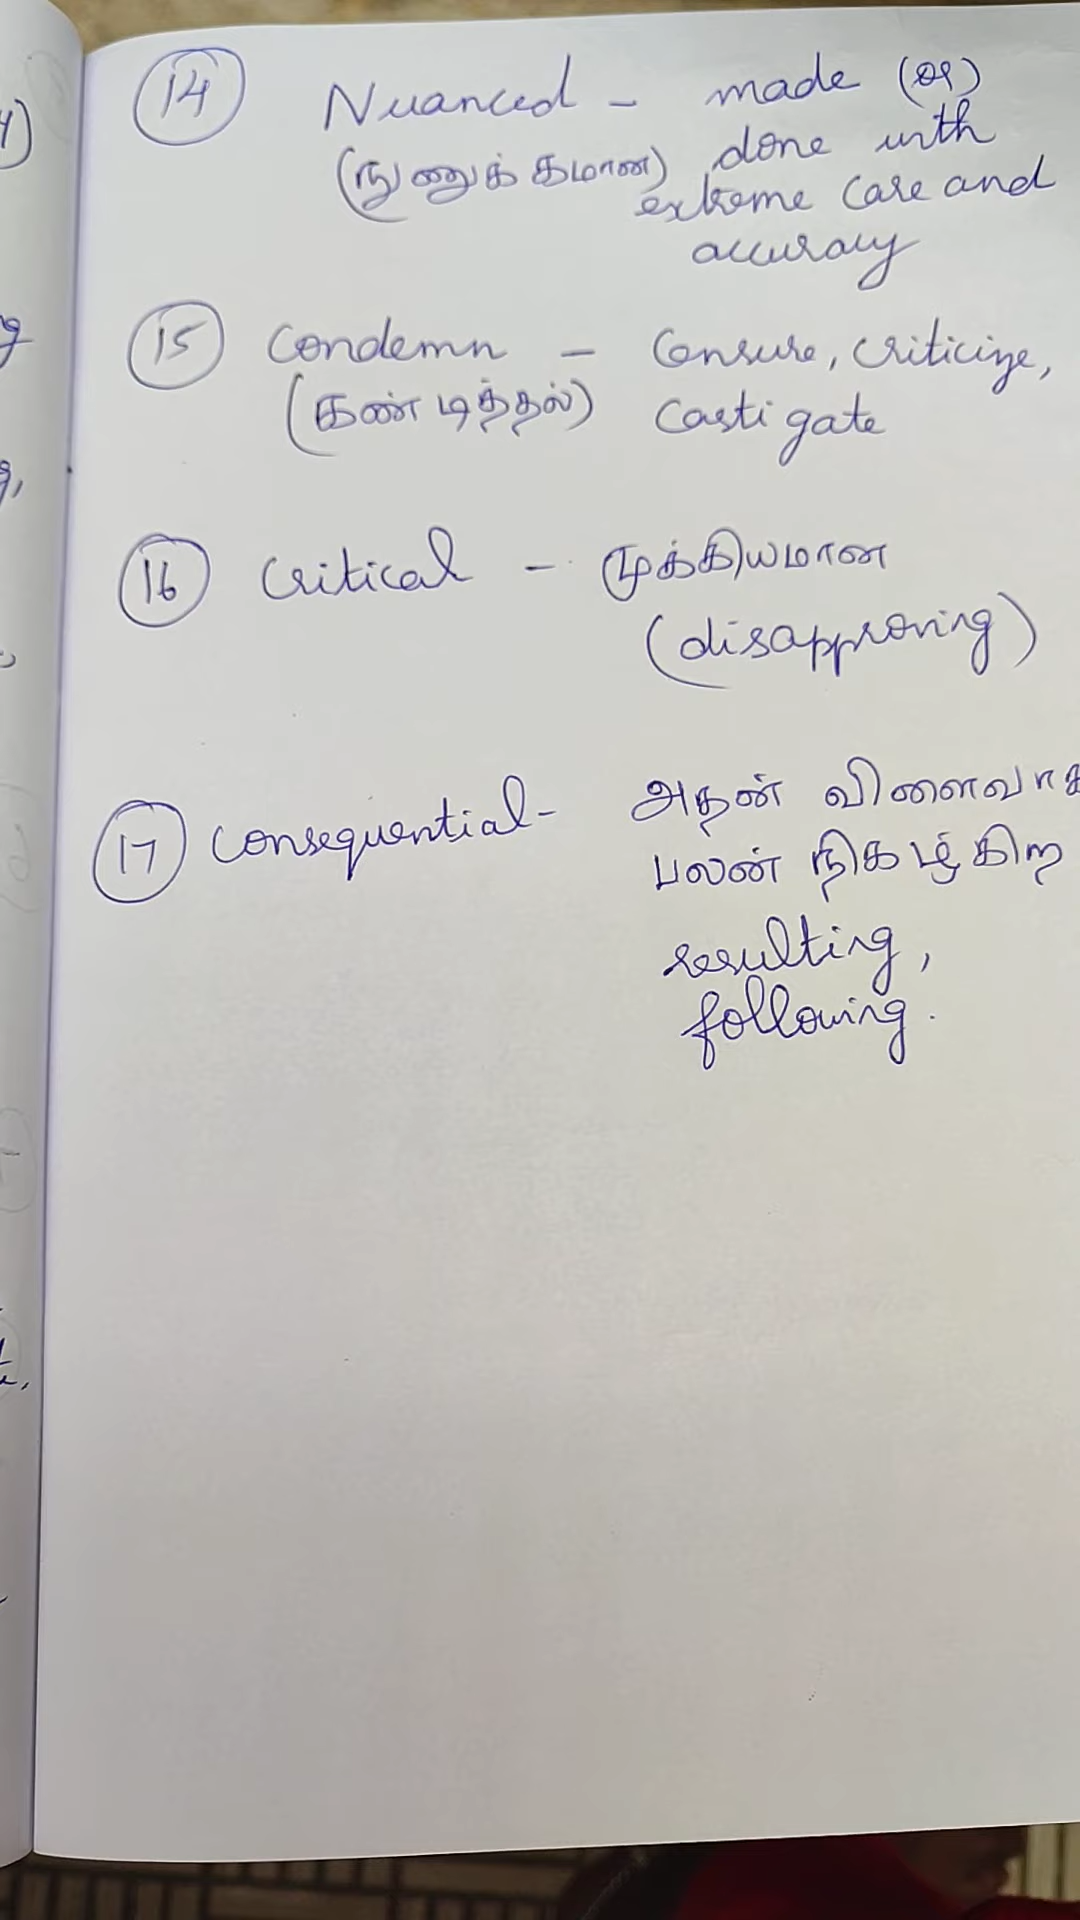 14 Nuanced - made (or)
(நுணுக்கமான) done with
extreme care and
accuracy
15 Condemn - Censure, criticize,
(கண்டித்தல்) Castigate
16 Critical - முக்கியமான
(disapproving)
17 Consequential- அதன் விளைவாக
பலன் நிகழ்கிற
resulting,
following.